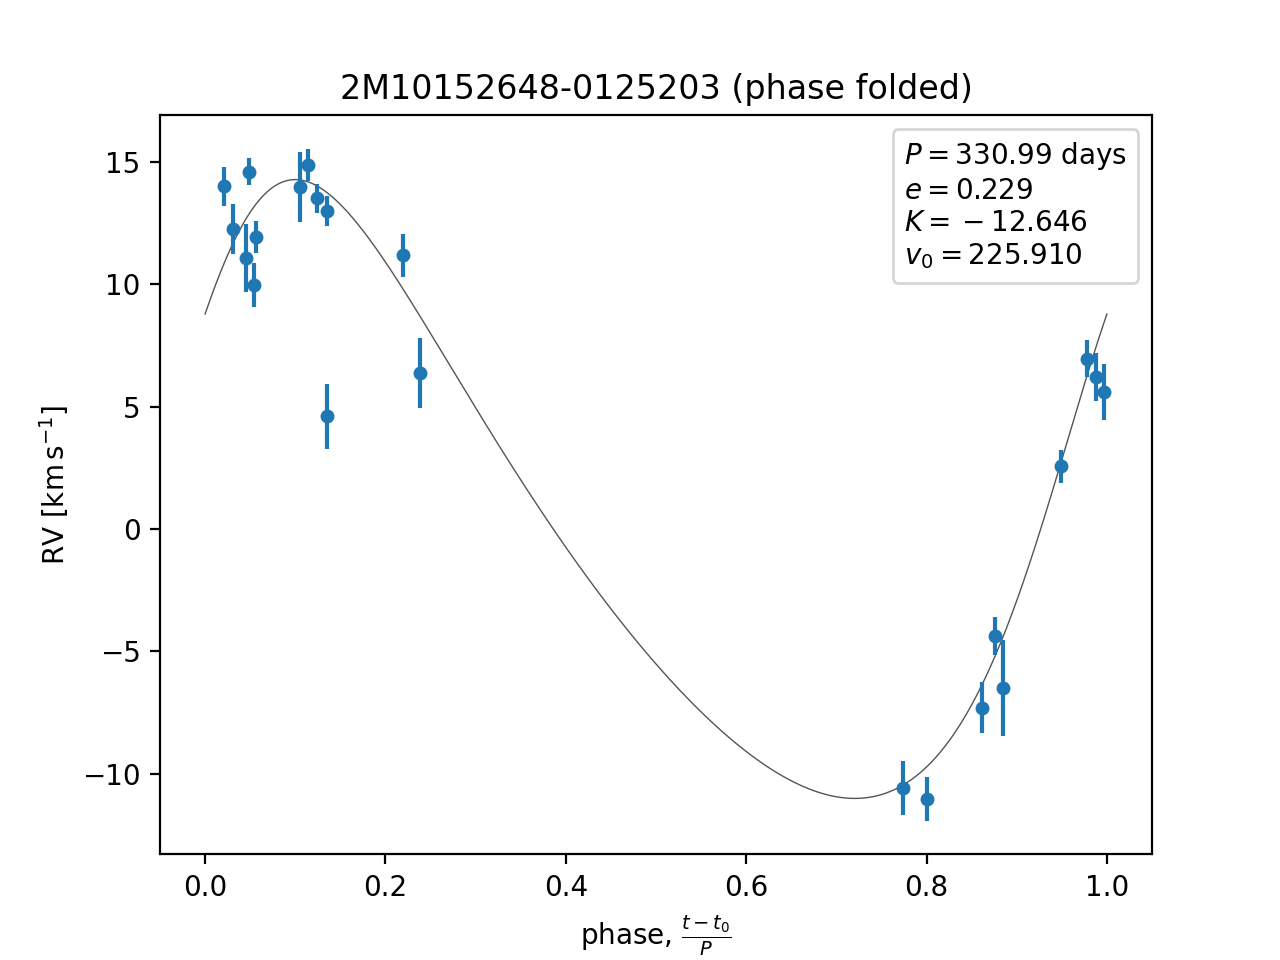 2M10152648-0125203 (phase folded)
P = 330.99 days
e = 0.229
K = −12.646
v₀ = 225.910
RV [km s⁻¹]
15
10
5
0
−5
−10
0.0 0.2 0.4 0.6 0.8 1.0
phase, (t − t₀)/P